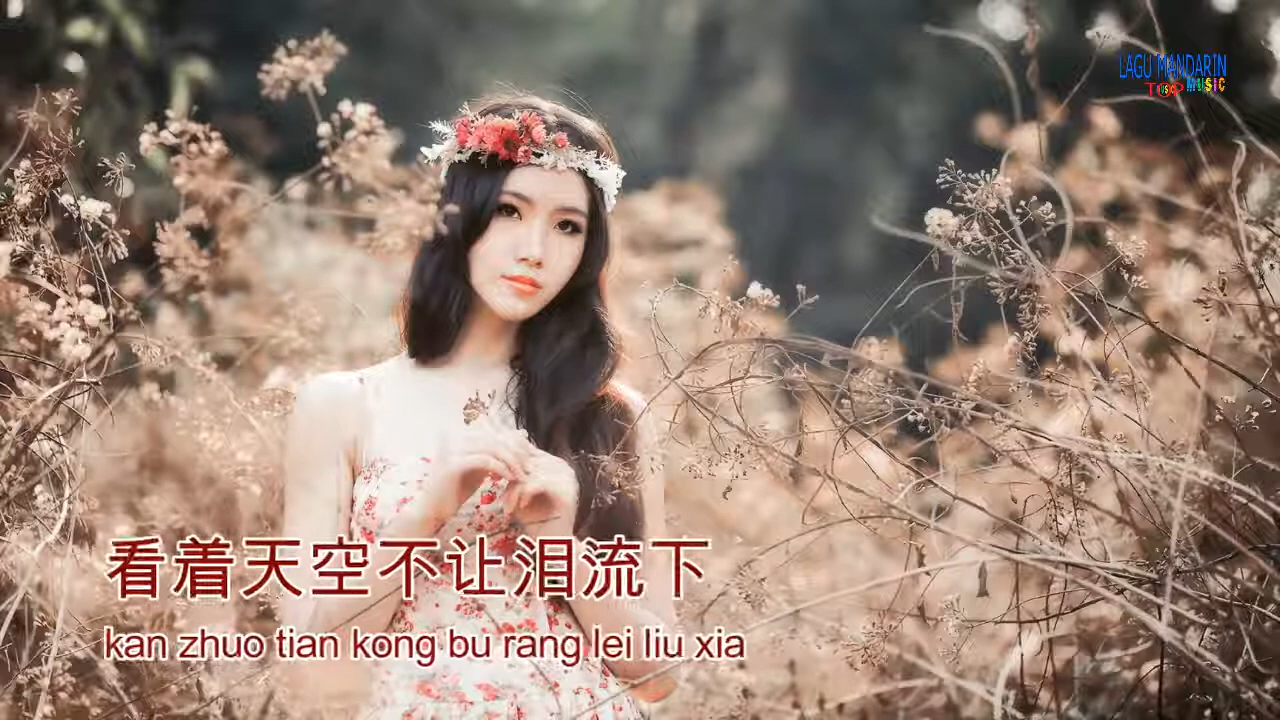 LAGU MANDARIN
TOP MUSIC MUSIC
看着天空不让泪流下
kan zhuo tian kong bu rang lei liu xia